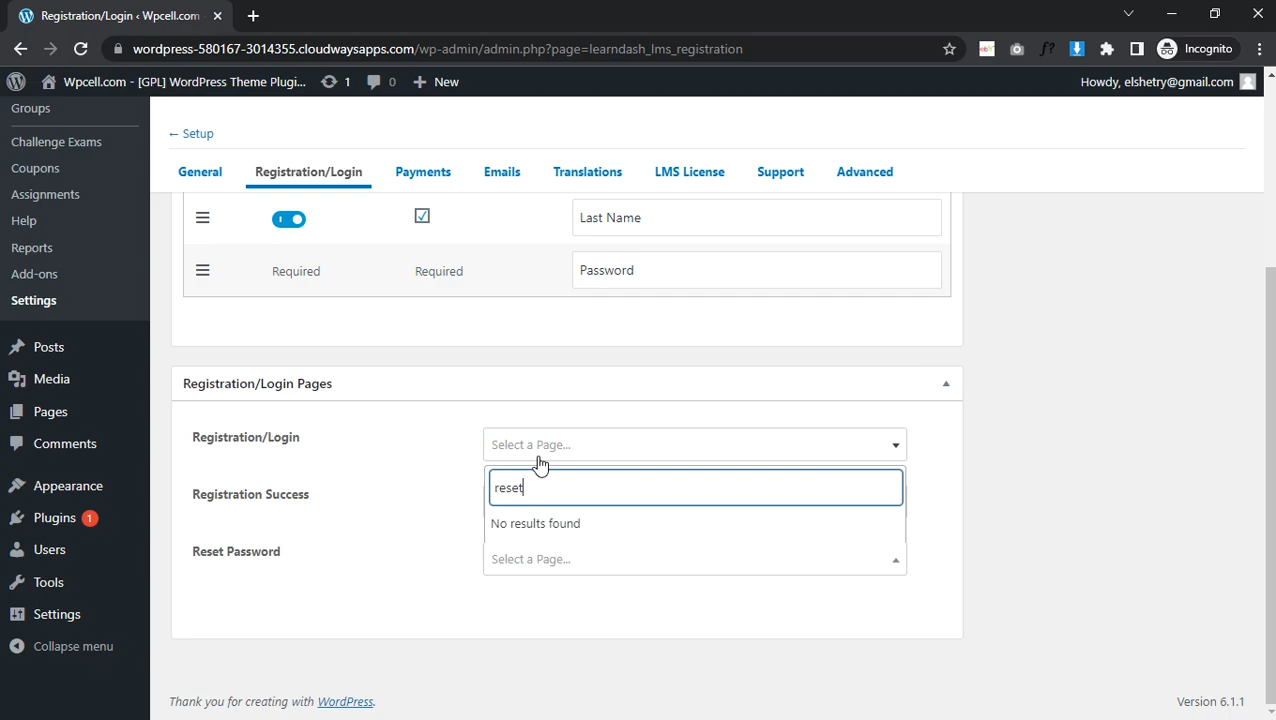 Registration/Login ‹ Wpcell.com
wordpress-580167-3014355.cloudwaysapps.com/wp-admin/admin.php?page=learndash_lms_registration
Incognito
Wpcell.com - [GPL] WordPress Theme Plugi...
1
0
New
Howdy, elshetry@gmail.com
Groups
Challenge Exams
Coupons
Assignments
Help
Reports
Add-ons
Settings
Posts
Media
Pages
Comments
Appearance
Plugins 1
Users
Tools
Settings
Collapse menu
← Setup
General Registration/Login Payments Emails Translations LMS License Support Advanced
Last Name
Required Required Password
Registration/Login Pages
Registration/Login
Select a Page...
reset
Registration Success
No results found
Reset Password
Select a Page...
Thank you for creating with WordPress.
Version 6.1.1